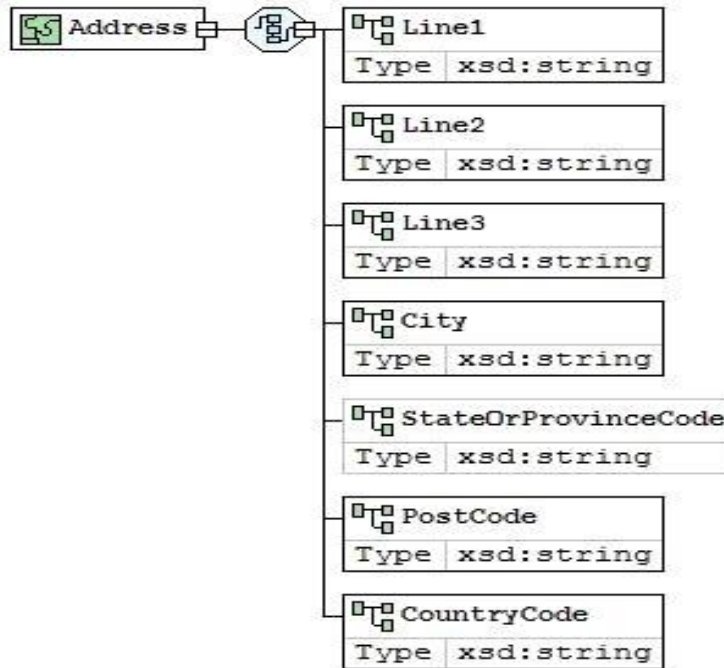 Address
Line1
Type xsd:string
Line2
Type xsd:string
Line3
Type xsd:string
City
Type xsd:string
StateOrProvinceCode
Type xsd:string
PostCode
Type xsd:string
CountryCode
Type xsd:string